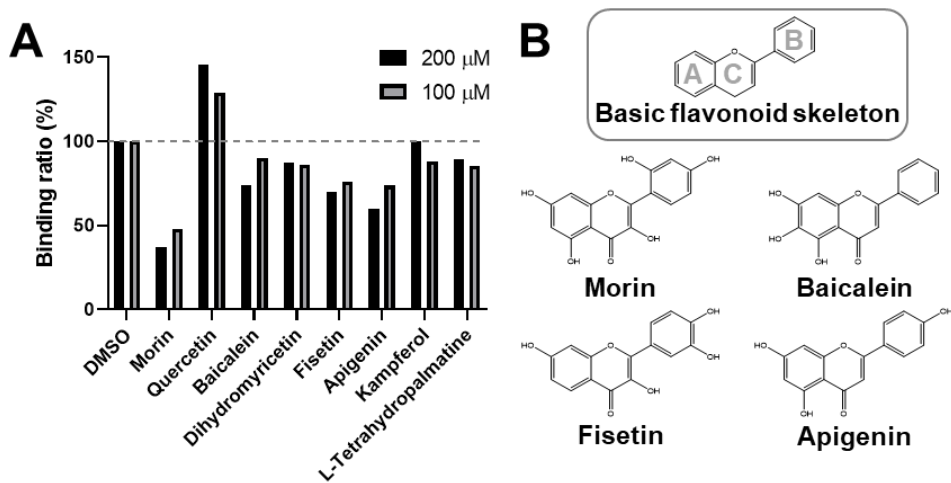 A
Binding ratio (%)
150
100
50
0
200 μM
100 μM
DMSO
Morin
Quercetin
Baicalein
Dihydromyricetin
Fisetin
Apigenin
Kampferol
L-Tetrahydropalmatine
B
A
C
B
O
Basic flavonoid skeleton
HO
OH
HO
O
OH
OH
O
Morin
HO
O
HO
OH
O
Baicalein
OH
HO
O
OH
OH
O
Fisetin
OH
HO
O
OH
O
Apigenin